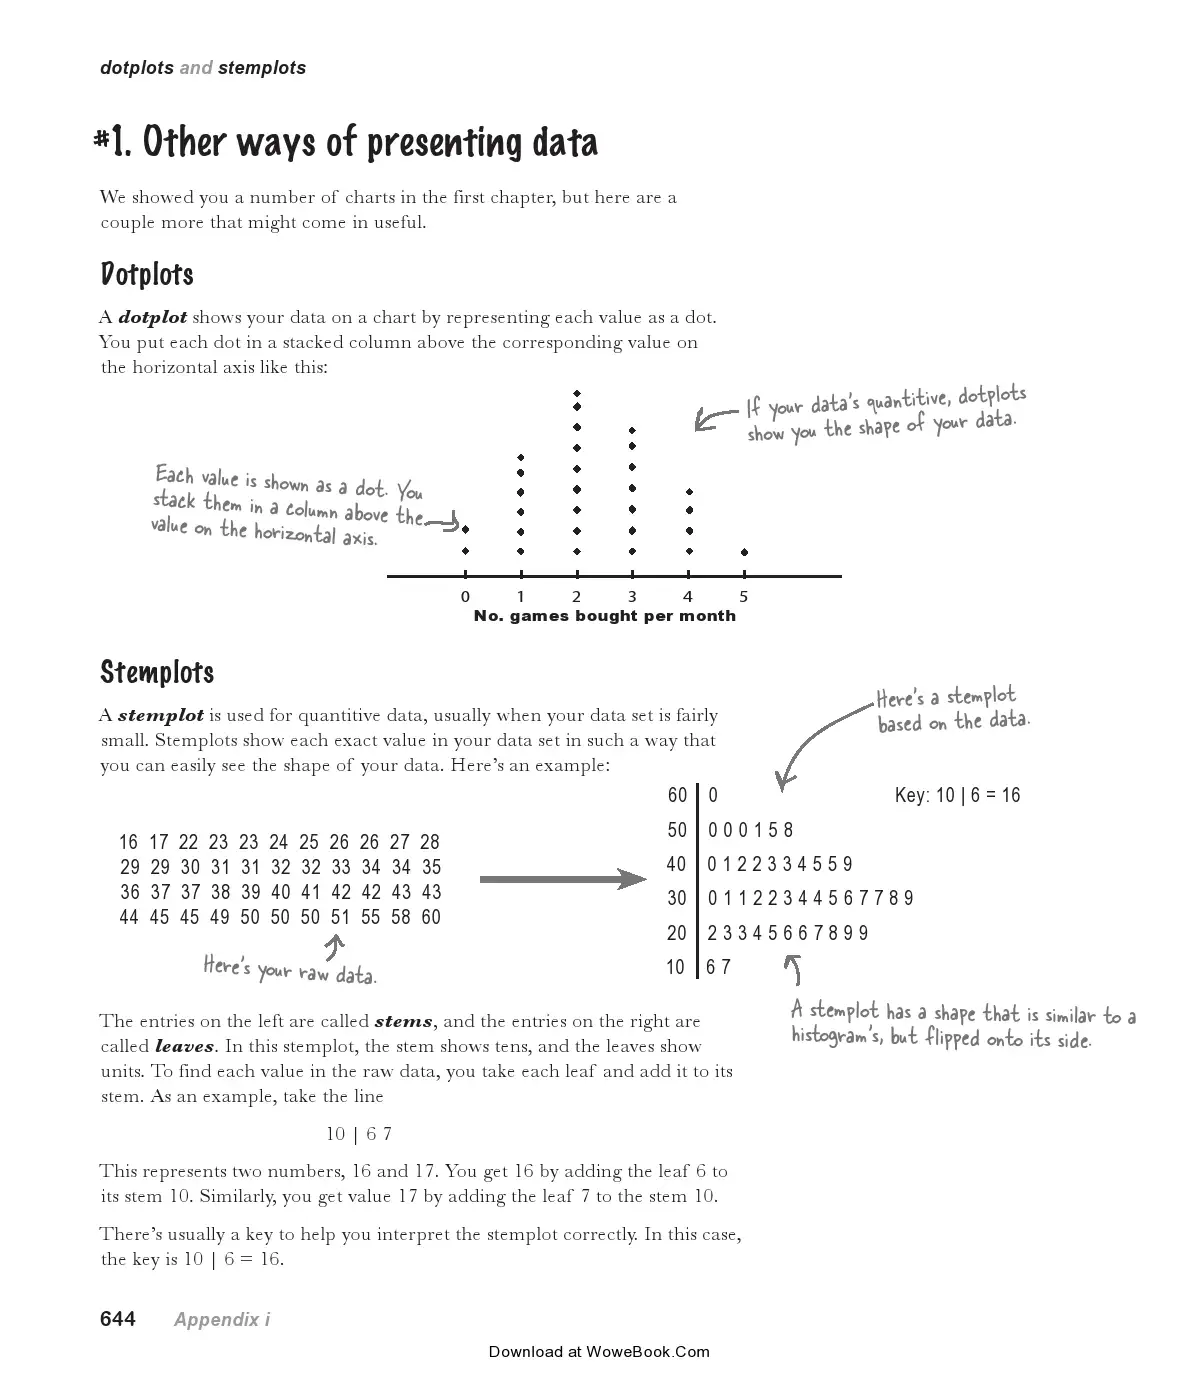 dotplots and stemplots
#1. Other ways of presenting data
We showed you a number of charts in the first chapter, but here are a
couple more that might come in useful.
Dotplots
A dotplot shows your data on a chart by representing each value as a dot.
You put each dot in a stacked column above the corresponding value on
the horizontal axis like this:
If your data's quantitive, dotplots
show you the shape of your data.
Each value is shown as a dot. You
stack them in a column above the
value on the horizontal axis.
0 1 2 3 4 5
No. games bought per month
Stemplots
A stemplot is used for quantitive data, usually when your data set is fairly
small. Stemplots show each exact value in your data set in such a way that
you can easily see the shape of your data. Here's an example:
Here's a stemplot
based on the data.
16 17 22 23 23 24 25 26 26 27 28
29 29 30 31 31 32 32 33 34 34 35
36 37 37 38 39 40 41 42 42 43 43
44 45 45 49 50 50 50 51 55 58 60
Here's your raw data.
60 | 0
Key: 10 | 6 = 16
50 | 0 0 0 1 5 8
40 | 0 1 2 2 3 3 4 5 5 9
30 | 0 1 1 2 2 3 4 4 5 6 7 7 8 9
20 | 2 3 3 4 5 6 6 7 8 9 9
10 | 6 7
A stemplot has a shape that is similar to a
histogram's, but flipped onto its side.
The entries on the left are called stems, and the entries on the right are
called leaves. In this stemplot, the stem shows tens, and the leaves show
units. To find each value in the raw data, you take each leaf and add it to its
stem. As an example, take the line
10 | 6 7
This represents two numbers, 16 and 17. You get 16 by adding the leaf 6 to
its stem 10. Similarly, you get value 17 by adding the leaf 7 to the stem 10.
There's usually a key to help you interpret the stemplot correctly. In this case,
the key is 10 | 6 = 16.
644 Appendix i
Download at WoweBook.Com